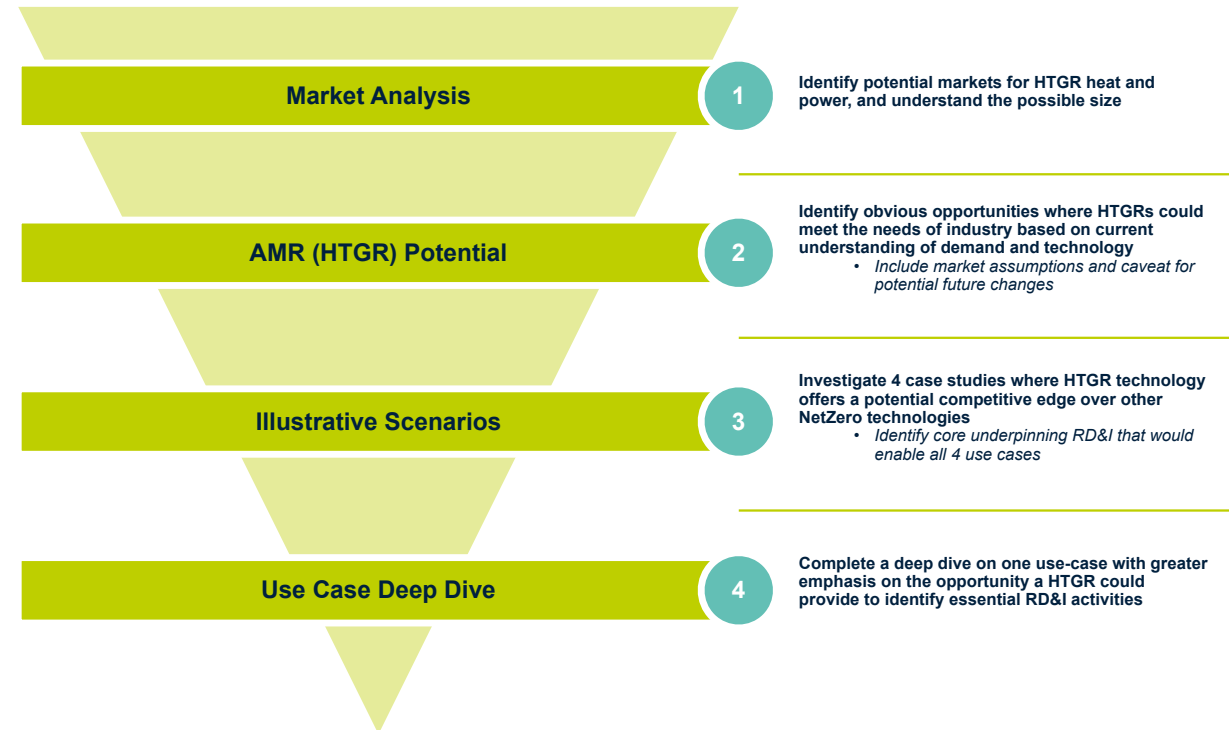 Market Analysis
1
Identify potential markets for HTGR heat and
power, and understand the possible size
AMR (HTGR) Potential
2
Identify obvious opportunities where HTGRs could
meet the needs of industry based on current
understanding of demand and technology
• Include market assumptions and caveat for
potential future changes
Illustrative Scenarios
3
Investigate 4 case studies where HTGR technology
offers a potential competitive edge over other
NetZero technologies
• Identify core underpinning RD&I that would
enable all 4 use cases
Use Case Deep Dive
4
Complete a deep dive on one use-case with greater
emphasis on the opportunity a HTGR could
provide to identify essential RD&I activities